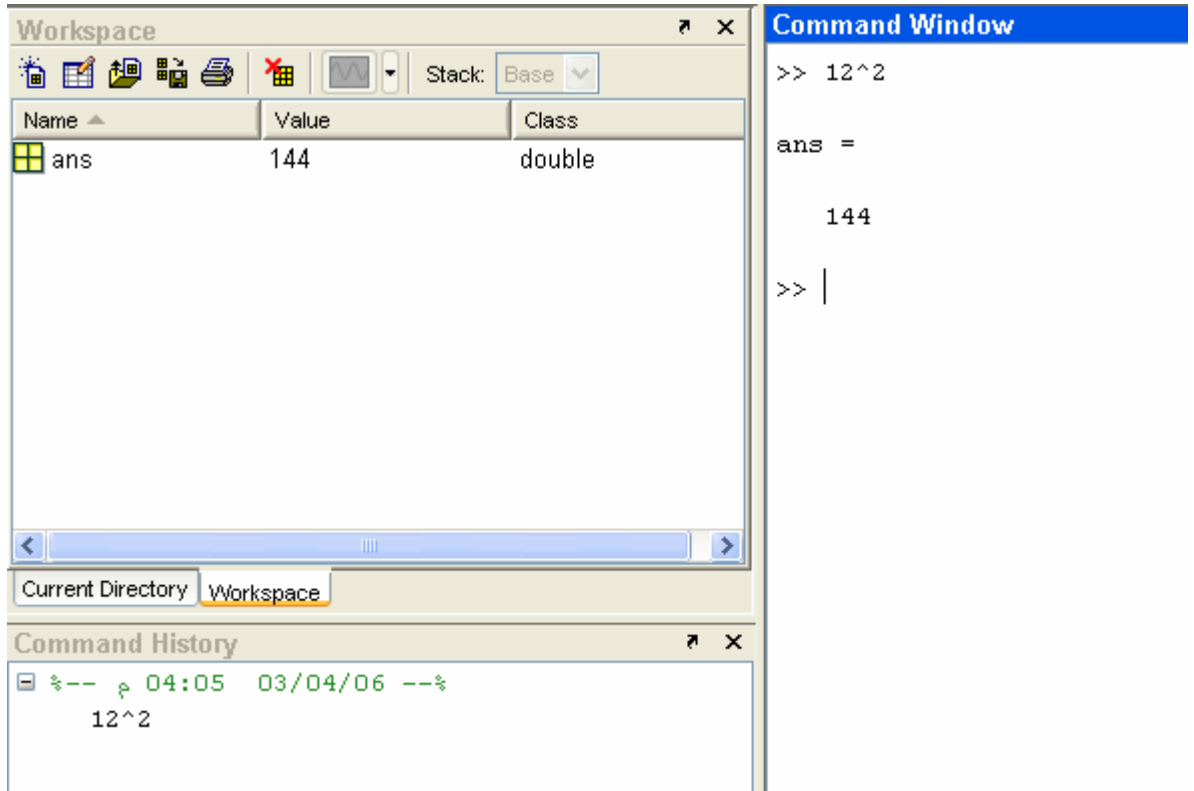 Workspace
Stack: Base
Name Value Class
ans 144 double
Current Directory Workspace
Command History
%-- م 04:05 03/04/06 --%
12^2
Command Window
>> 12^2
ans =
144
>>